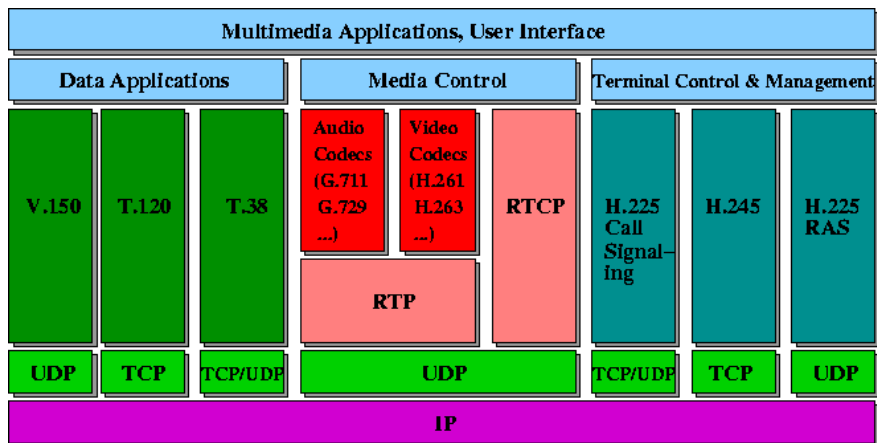 Multimedia Applications, User Interface
Data Applications
Media Control
Terminal Control & Management
V.150
T.120
T.38
Audio
Codecs
(G.711
G.729
...)
Video
Codecs
(H.261
H.263
...)
RTP
RTCP
H.225
Call
Signal-
ing
H.245
H.225
RAS
UDP
TCP
TCP/UDP
UDP
TCP/UDP
TCP
UDP
IP